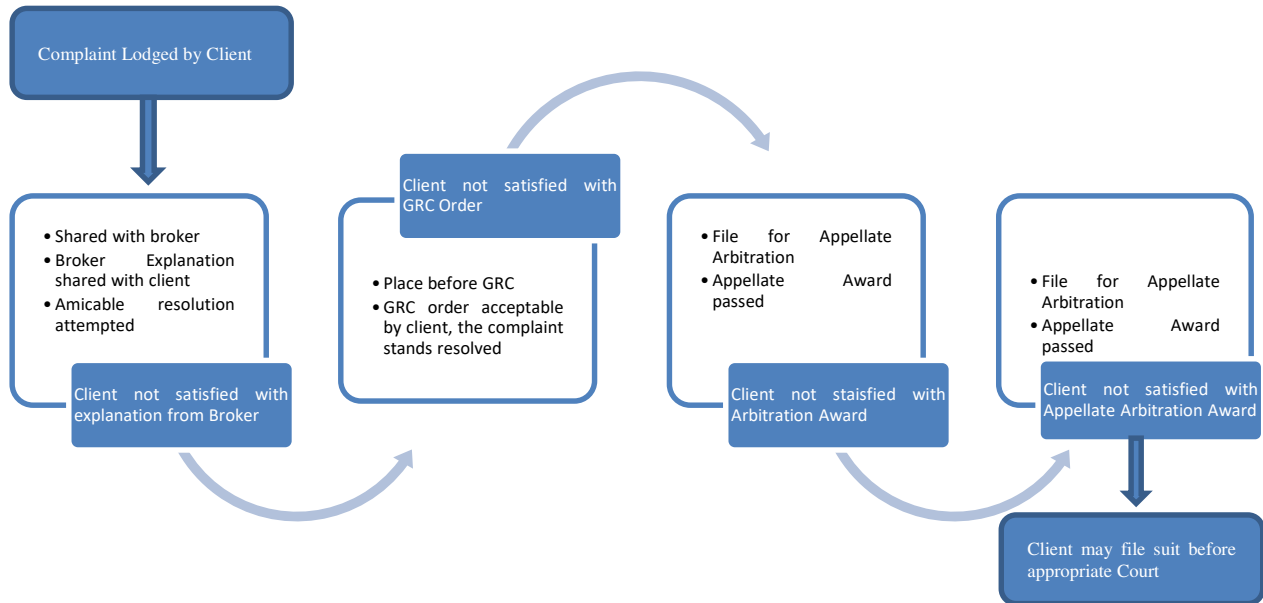 Complaint Lodged by Client
• Shared with broker
• Broker Explanation
shared with client
• Amicable resolution
attempted
Client not satisfied with
explanation from Broker
Client not satisfied with
GRC Order
• Place before GRC
• GRC order acceptable
by client, the complaint
stands resolved
• File for Appellate
Arbitration
• Appellate Award
passed
Client not staisfied with
Arbitration Award
• File for Appellate
Arbitration
• Appellate Award
passed
Client not satisfied with
Appellate Arbitration Award
Client may file suit before
appropriate Court